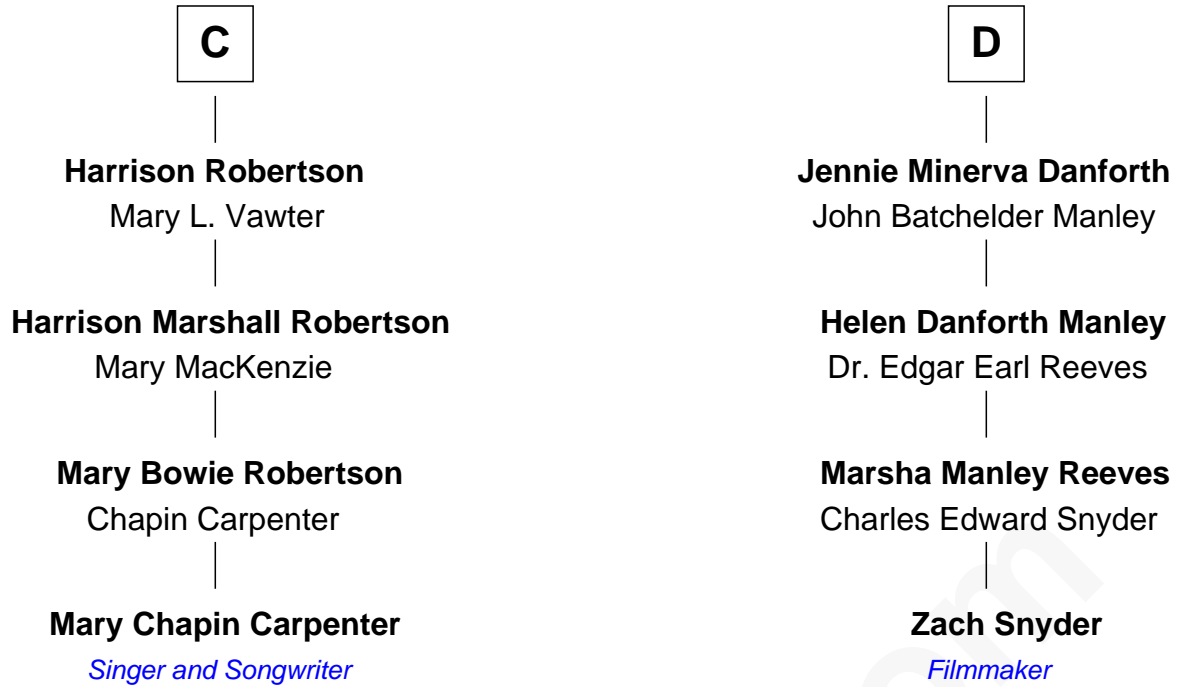 C
Harrison Robertson
Mary L. Vawter
Harrison Marshall Robertson
Mary MacKenzie
Mary Bowie Robertson
Chapin Carpenter
Mary Chapin Carpenter
Singer and Songwriter
D
Jennie Minerva Danforth
John Batchelder Manley
Helen Danforth Manley
Dr. Edgar Earl Reeves
Marsha Manley Reeves
Charles Edward Snyder
Zach Snyder
Filmmaker